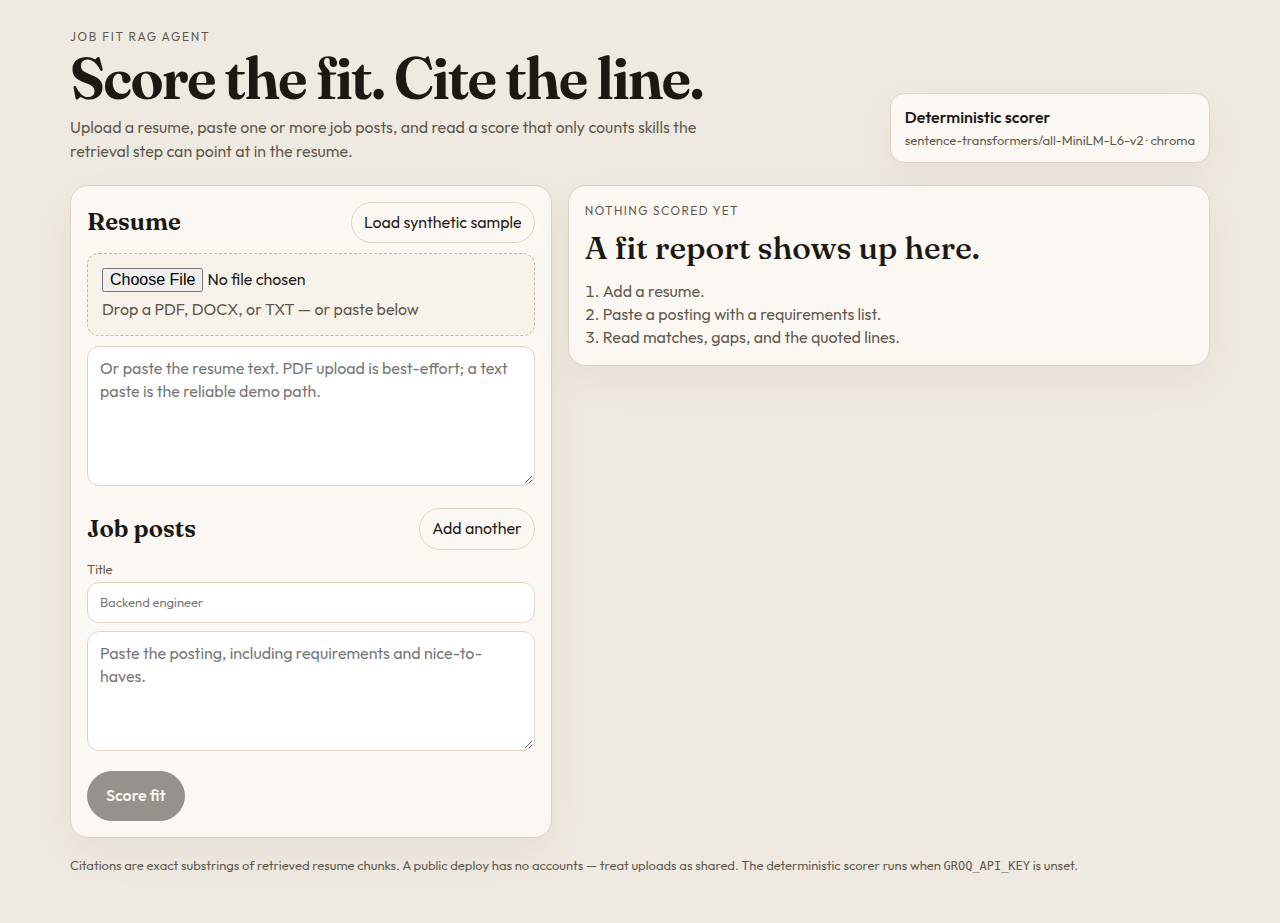 JOB FIT RAG AGENT
Score the fit. Cite the line.
Upload a resume, paste one or more job posts, and read a score that only counts skills the
retrieval step can point at in the resume.
Deterministic scorer
sentence-transformers/all-MiniLM-L6-v2 · chroma
Resume
Load synthetic sample
Choose File No file chosen
Drop a PDF, DOCX, or TXT — or paste below
Or paste the resume text. PDF upload is best-effort; a text
paste is the reliable demo path.
Job posts
Add another
Title
Backend engineer
Paste the posting, including requirements and nice-to-
haves.
Score fit
NOTHING SCORED YET
A fit report shows up here.
1. Add a resume.
2. Paste a posting with a requirements list.
3. Read matches, gaps, and the quoted lines.
Citations are exact substrings of retrieved resume chunks. A public deploy has no accounts — treat uploads as shared. The deterministic scorer runs when GROQ_API_KEY is unset.